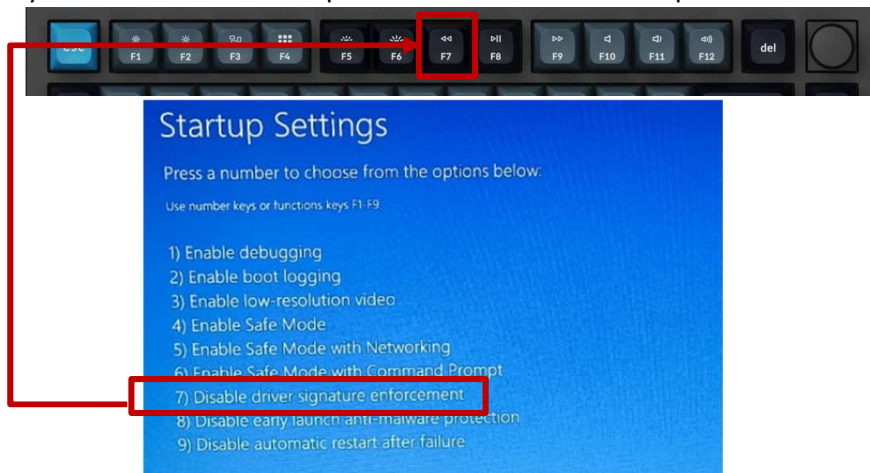 esc
F1
F2
F3
F4
F5
F6
F7
F8
F9
F10
F11
F12
del
Startup Settings
Press a number to choose from the options below:
Use number keys or functions keys F1-F9
1) Enable debugging
2) Enable boot logging
3) Enable low-resolution video
4) Enable Safe Mode
5) Enable Safe Mode with Networking
6) Enable Safe Mode with Command Prompt
7) Disable driver signature enforcement
8) Disable early launch anti-malware protection
9) Disable automatic restart after failure